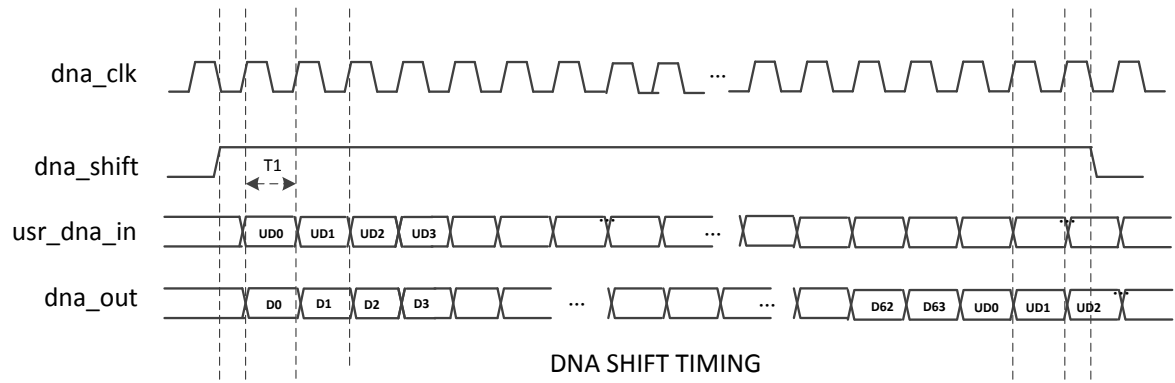 dna_clk ...
dna_shift T1
usr_dna_in UD0 UD1 UD2 UD3 ... ... ...
dna_out D0 D1 D2 D3 ... ... D62 D63 UD0 UD1 UD2 ...
DNA SHIFT TIMING